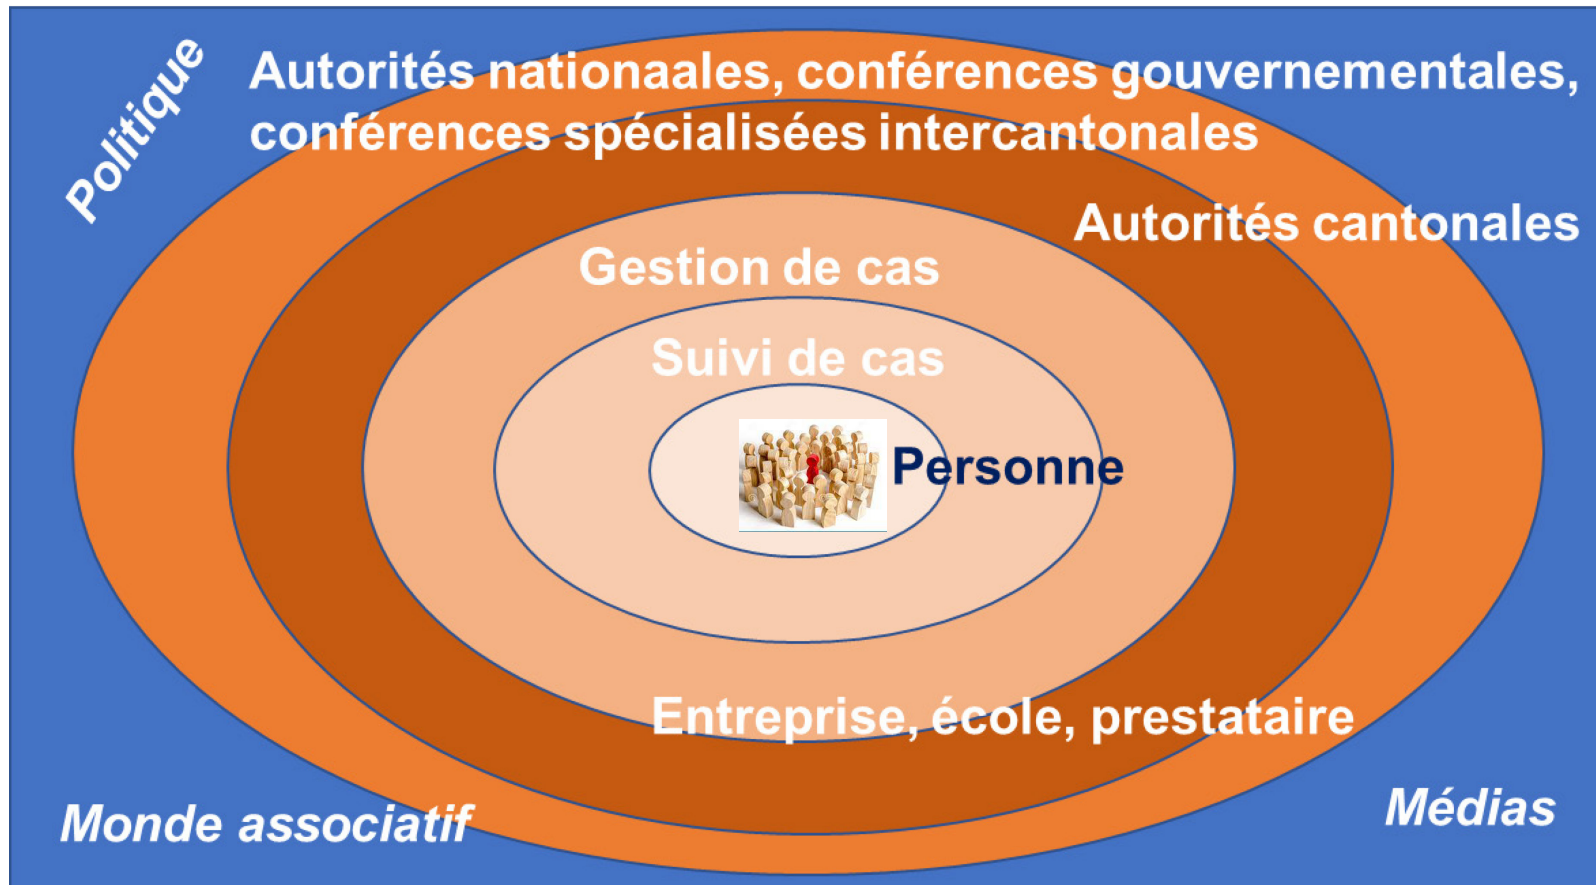 Politique
Autorités nationaales, conférences gouvernementales,
conférences spécialisées intercantonales
Autorités cantonales
Gestion de cas
Suivi de cas
Personne
Entreprise, école, prestataire
Monde associatif
Médias